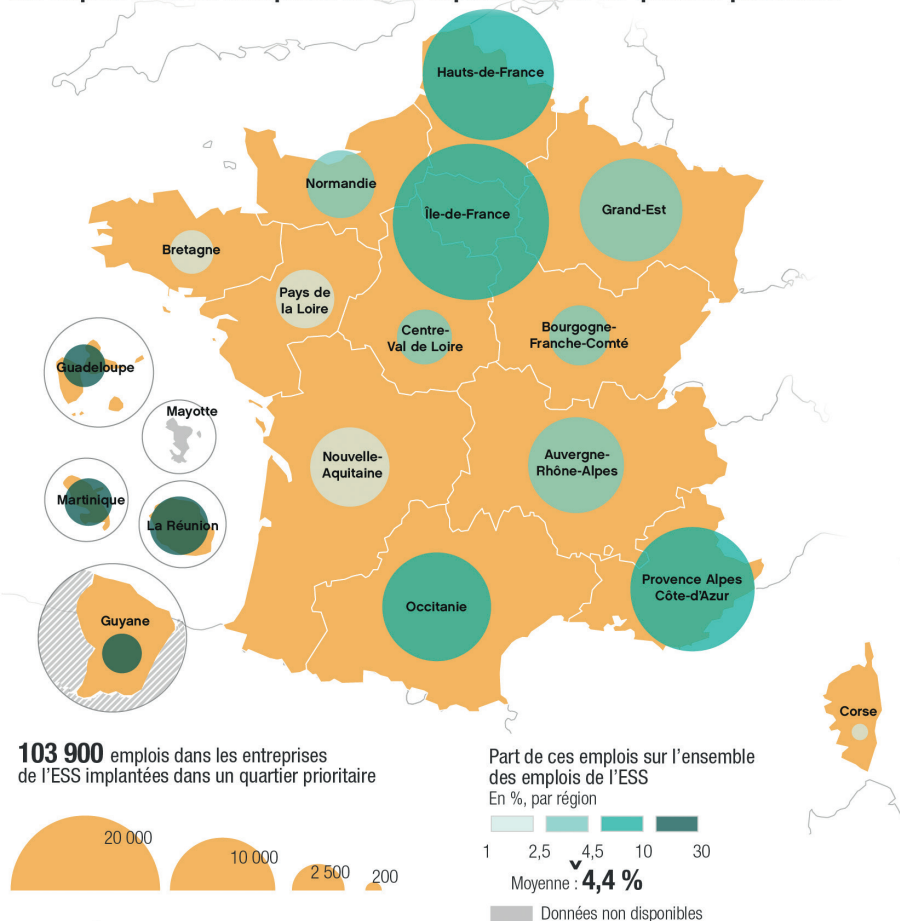 Hauts-de-France
Normandie
Île-de-France
Grand-Est
Bretagne
Pays de
la Loire
Centre-
Val de Loire
Bourgogne-
Franche-Comté
Guadeloupe
Mayotte
Nouvelle-
Aquitaine
Auvergne-
Rhône-Alpes
Martinique
La Réunion
Provence Alpes
Côte-d'Azur
Occitanie
Guyane
Corse
103 900 emplois dans les entreprises
de l'ESS implantées dans un quartier prioritaire
20 000
10 000
2 500
200
Part de ces emplois sur l'ensemble
des emplois de l'ESS
En %, par région
1 2,5 4,5 10 30
Moyenne : 4,4 %
Données non disponibles